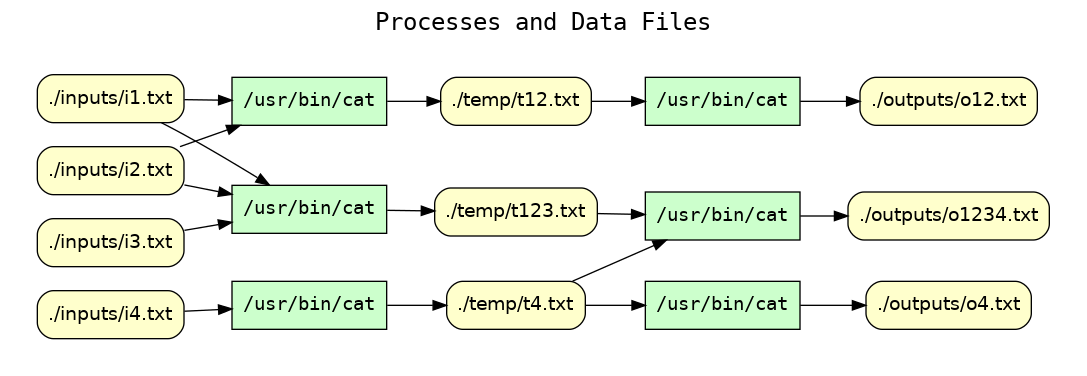 Processes and Data Files
./inputs/i1.txt
/usr/bin/cat
./temp/t12.txt
/usr/bin/cat
./outputs/o12.txt
./inputs/i2.txt
/usr/bin/cat
./temp/t123.txt
/usr/bin/cat
./outputs/o1234.txt
./inputs/i3.txt
./inputs/i4.txt
/usr/bin/cat
./temp/t4.txt
/usr/bin/cat
./outputs/o4.txt